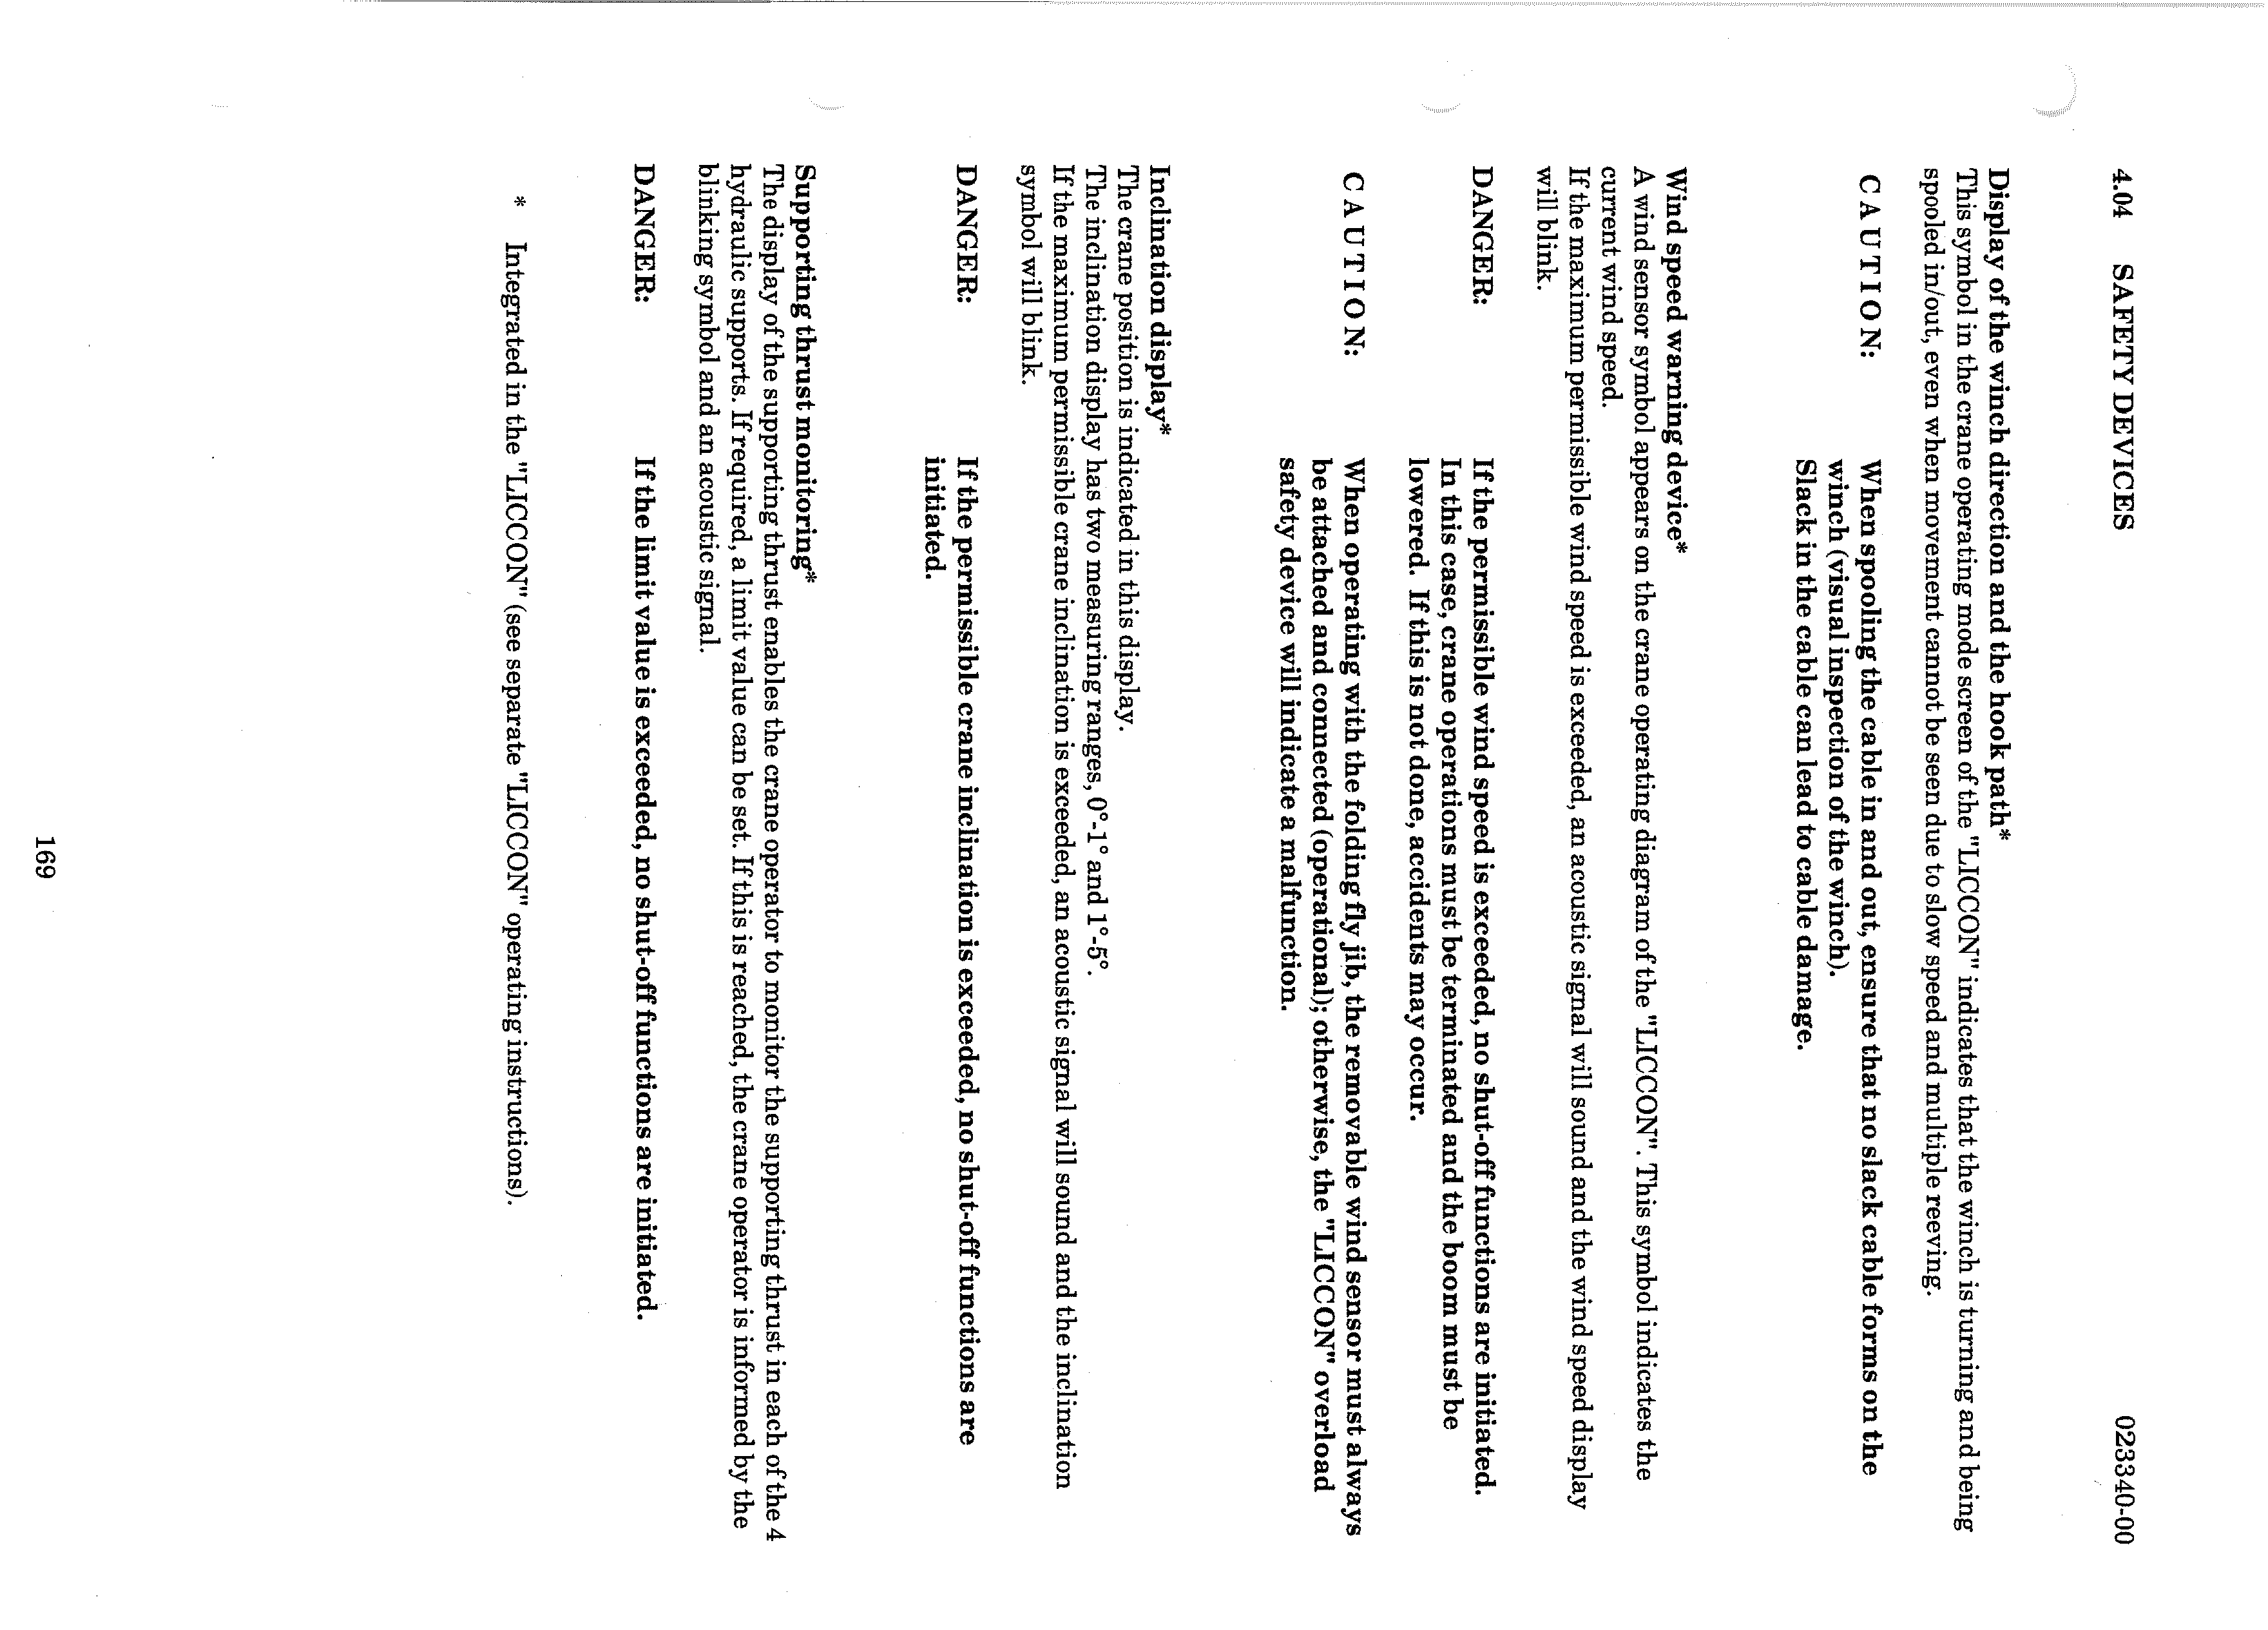 4.04 SAFETY DEVICES 023340-00
Display of the winch direction and the hook path*
This symbol in the crane operating mode screen of the "LICCON" indicates that the winch is turning and being
spooled in/out, even when movement cannot be seen due to slow speed and multiple reeving.
CAUTION: When spooling the cable in and out, ensure that no slack cable forms on the
winch (visual inspection of the winch).
Slack in the cable can lead to cable damage.
Wind speed warning device*
A wind sensor symbol appears on the crane operating diagram of the "LICCON". This symbol indicates the
current wind speed.
If the maximum permissible wind speed is exceeded, an acoustic signal will sound and the wind speed display
will blink.
DANGER: If the permissible wind speed is exceeded, no shut-off functions are initiated.
In this case, crane operations must be terminated and the boom must be
lowered. If this is not done, accidents may occur.
CAUTION: When operating with the folding fly jib, the removable wind sensor must always
be attached and connected (operational); otherwise, the "LICCON" overload
safety device will indicate a malfunction.
Inclination display*
The crane position is indicated in this display.
The inclination display has two measuring ranges, 0°-1° and 1°-5°.
If the maximum permissible crane inclination is exceeded, an acoustic signal will sound and the inclination
symbol will blink.
DANGER: If the permissible crane inclination is exceeded, no shut-off functions are
initiated.
Supporting thrust monitoring*
The display of the supporting thrust enables the crane operator to monitor the supporting thrust in each of the 4
hydraulic supports. If required, a limit value can be set. If this is reached, the crane operator is informed by the
blinking symbol and an acoustic signal.
DANGER: If the limit value is exceeded, no shut-off functions are initiated.
* Integrated in the "LICCON" (see separate "LICCON" operating instructions).
169